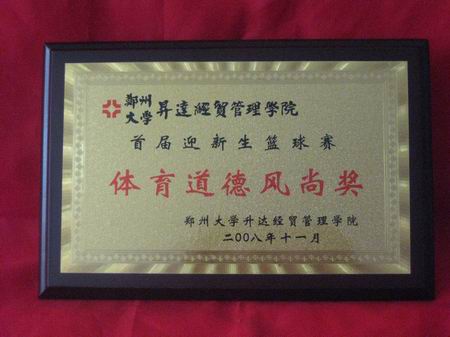 郑州大学昇達經貿管理學院
首届迎新生篮球赛
体育道德风尚奖
郑州大学升达经贸管理学院
二00八年十一月